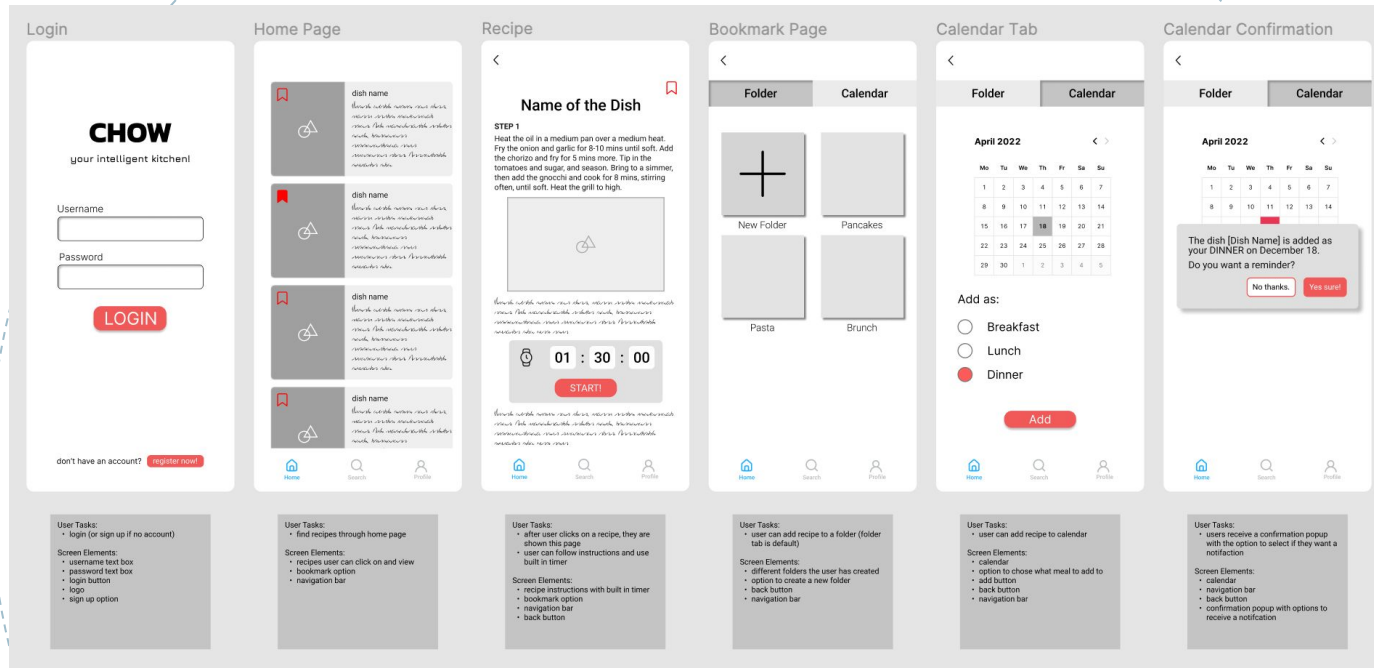 Login
CHOW
your intelligent kitchen!
Username
Password
LOGIN
don't have an account? register now!
User Tasks:
• login (or sign up if no account)
Screen Elements:
• username text box
• password text box
• login button
• logo
• sign up option
Home Page
dish name
dish name
dish name
dish name
Home Search Profile
User Tasks:
• find recipes through home page
Screen Elements:
• recipes user can click on and view
• bookmark option
• navigation bar
Recipe
Name of the Dish
STEP 1
Heat the oil in a medium pan over a medium heat.
Fry the onion and garlic for 8-10 mins until soft. Add
the chorizo and fry for 5 mins more. Tip in the
tomatoes and sugar, and season. Bring to a simmer,
then add the gnocchi and cook for 8 mins, stirring
often, until soft. Heat the grill to high.
01 : 30 : 00
START!
Home Search Profile
User Tasks:
• after user clicks on a recipe, they are
shown this page
• user can follow instructions and use
built in timer
Screen Elements:
• recipe instructions with built in timer
• bookmark option
• navigation bar
• back button
Bookmark Page
Folder Calendar
New Folder Pancakes
Pasta Brunch
Home Search Profile
User Tasks:
• user can add recipe to a folder (folder
tab is default)
Screen Elements:
• different folders the user has created
• option to create a new folder
• back button
• navigation bar
Calendar Tab
Folder Calendar
April 2022
Mo Tu We Th Fr Sa Su
1 2 3 4 5 6 7
8 9 10 11 12 13 14
15 16 17 18 19 20 21
22 23 24 25 26 27 28
29 30 1 2 3 4 5
Add as:
Breakfast
Lunch
Dinner
Add
Home Search Profile
User Tasks:
• user can add recipe to calendar
Screen Elements:
• calendar
• option to chose what meal to add to
• add button
• back button
• navigation bar
Calendar Confirmation
Folder Calendar
April 2022
Mo Tu We Th Fr Sa Su
1 2 3 4 5 6 7
8 9 10 11 12 13 14
The dish [Dish Name] is added as
your DINNER on December 18.
Do you want a reminder?
No thanks. Yes sure!
Home Search Profile
User Tasks:
• users receive a confirmation popup
with the option to select if they want a
notifaction
Screen Elements:
• calendar
• navigation bar
• back button
• confirmation popup with options to
receive a notifcation